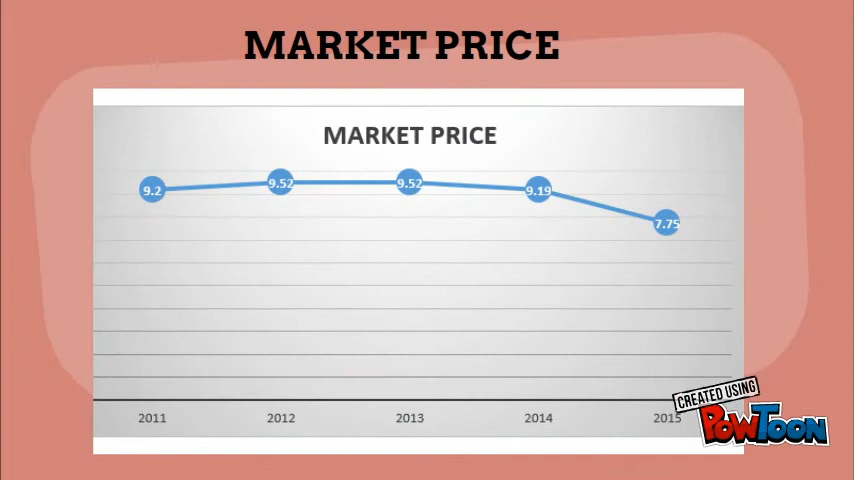 MARKET PRICE
MARKET PRICE
9.2 9.52 9.52 9.19 7.75
2011 2012 2013 2014 2015
CREATED USING
POWTOON